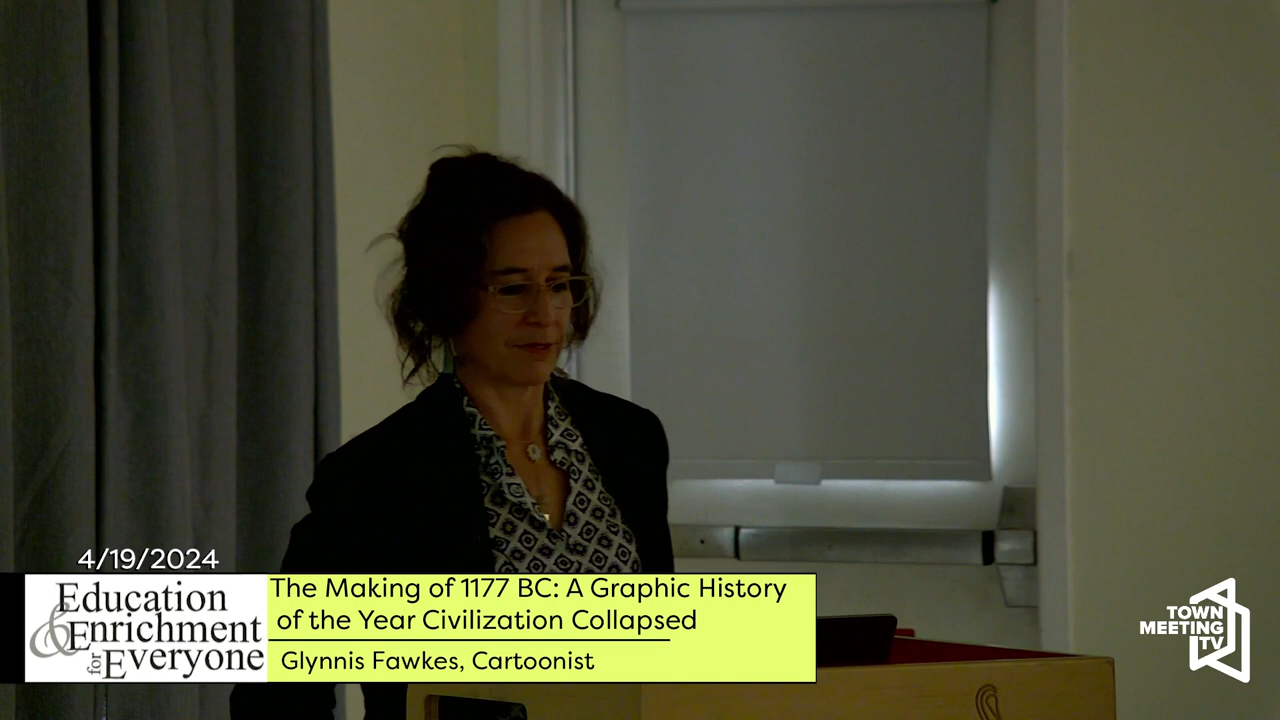 4/19/2024
Education
& Enrichment
for Everyone
The Making of 1177 BC: A Graphic History
of the Year Civilization Collapsed
Glynnis Fawkes, Cartoonist
TOWN
MEETING
TV